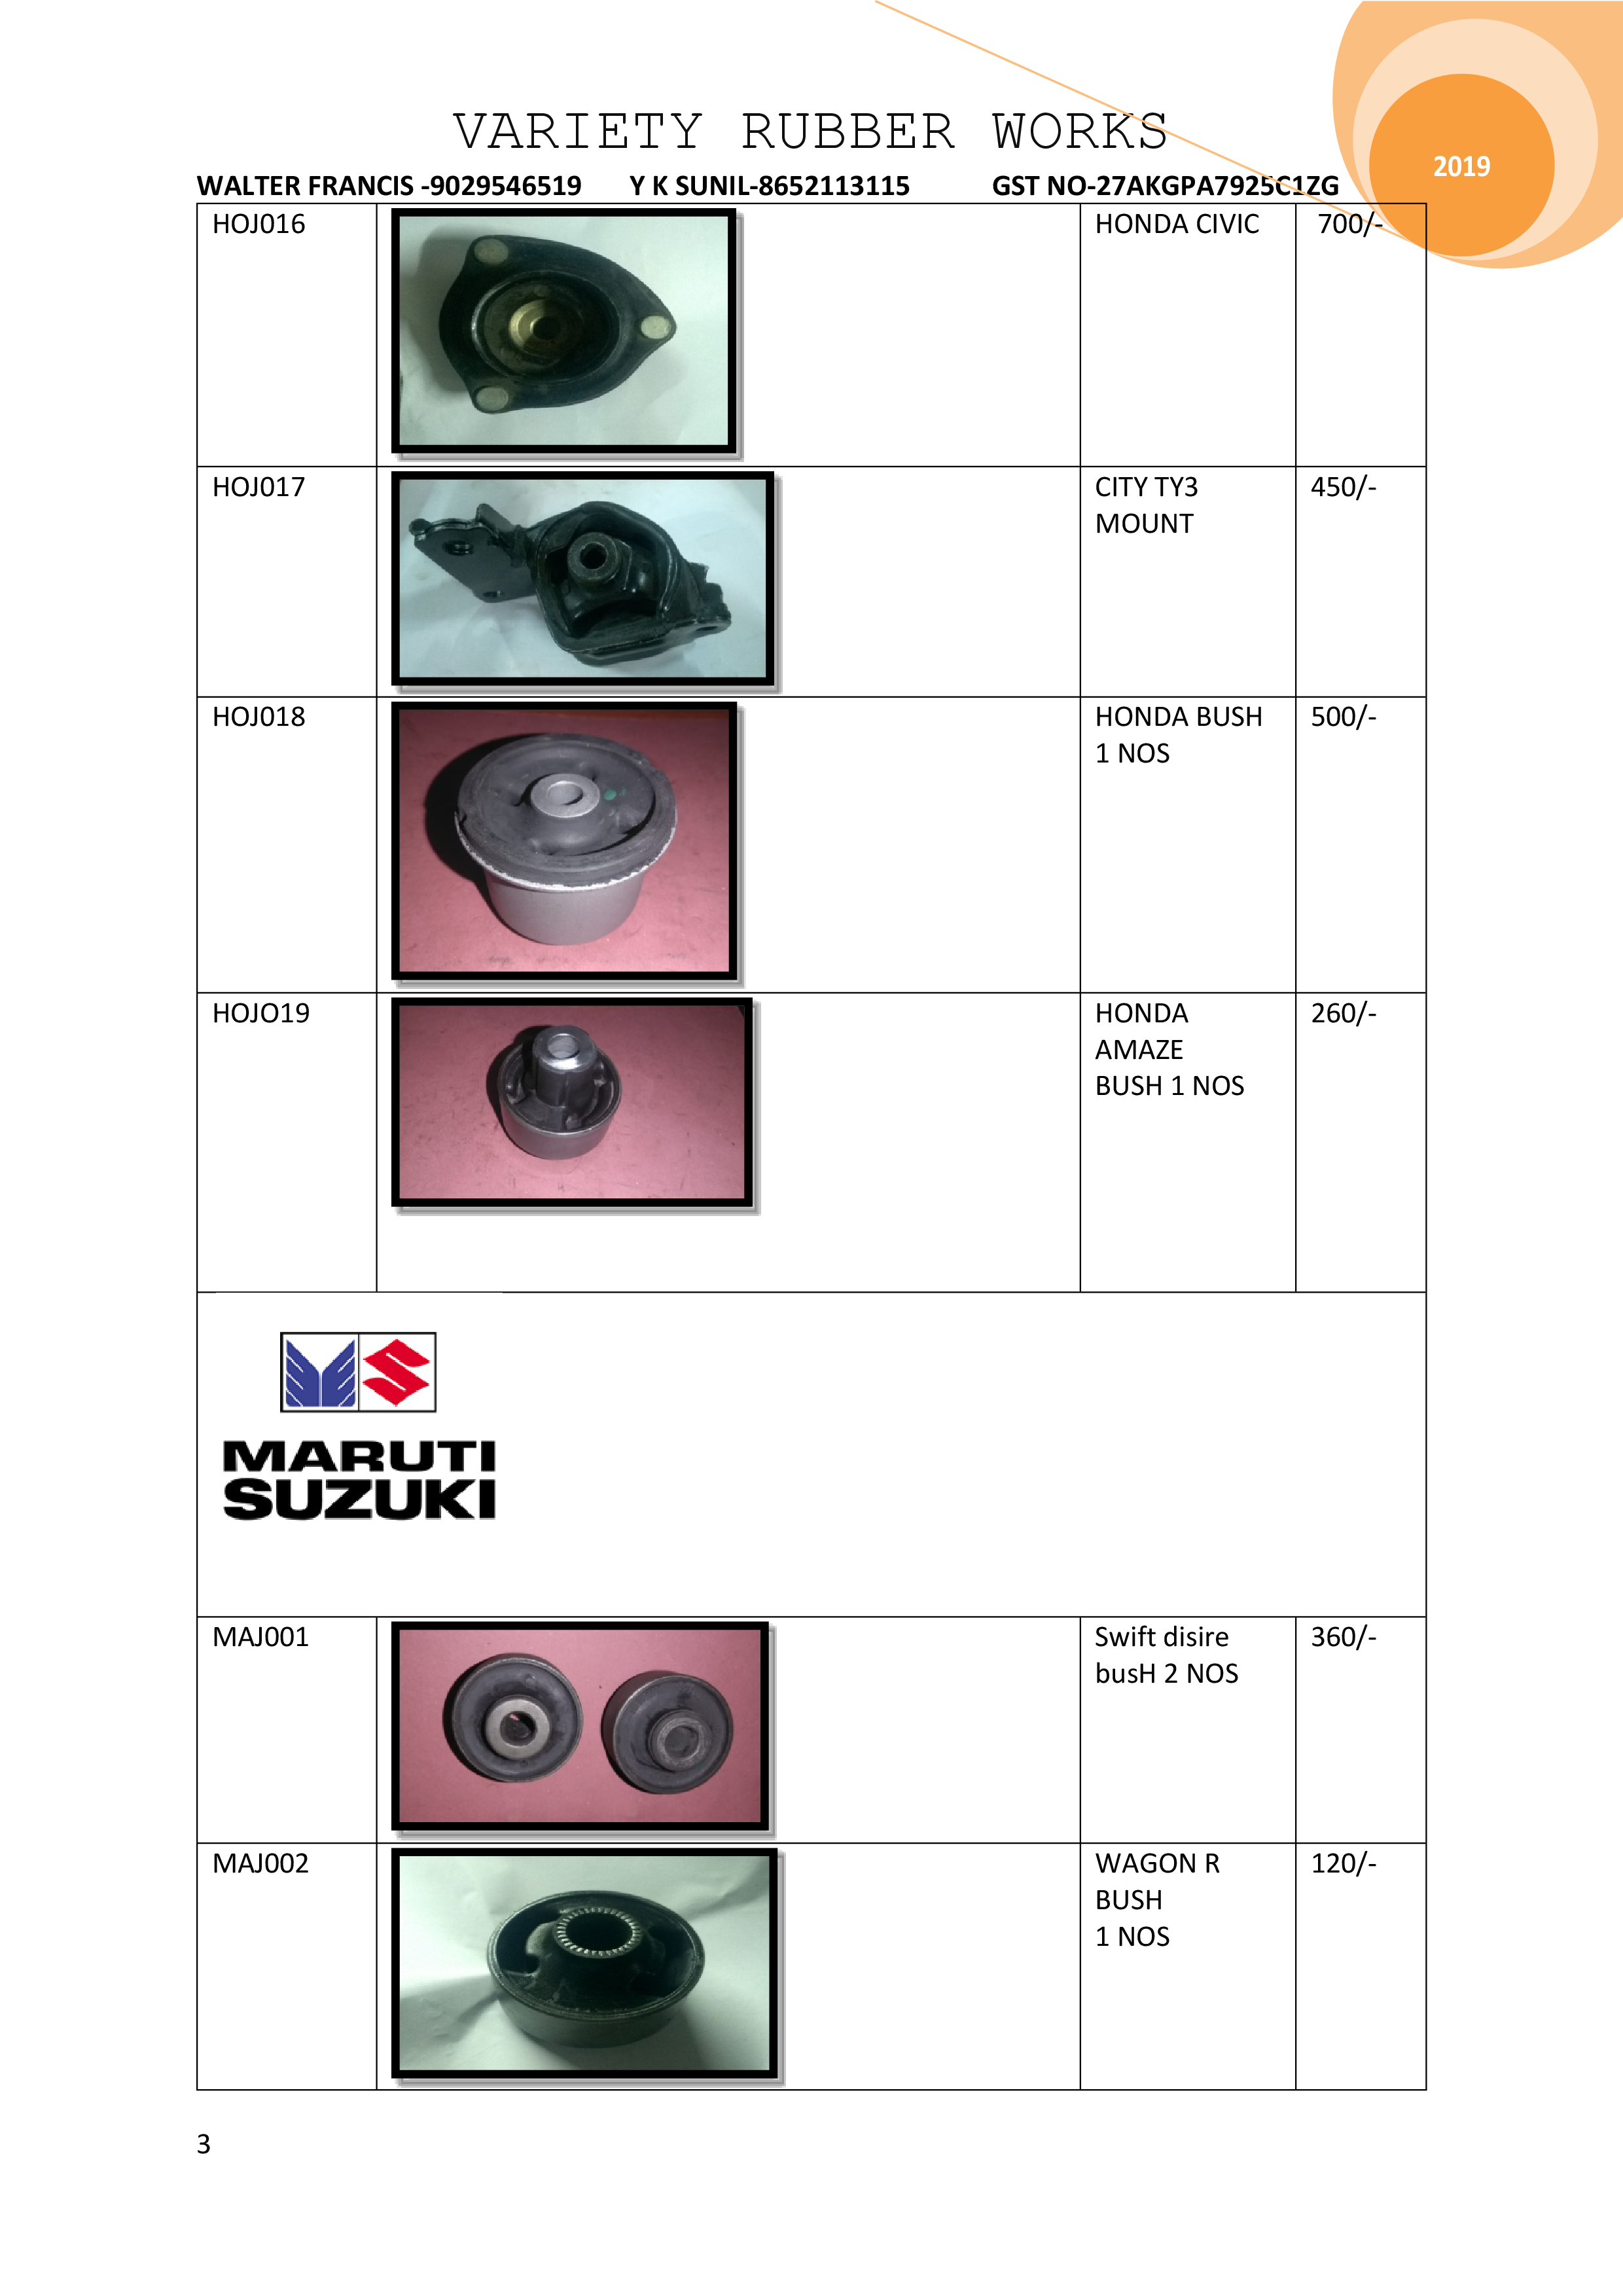 VARIETY RUBBER WORKS
2019
WALTER FRANCIS -9029546519 Y K SUNIL-8652113115 GST NO-27AKGPA7925C1ZG
HOJ016 HONDA CIVIC 700/-
HOJ017 CITY TY3 450/-
MOUNT
HOJ018 HONDA BUSH 500/-
1 NOS
HOJO19 HONDA 260/-
AMAZE
BUSH 1 NOS
MARUTI
SUZUKI
MAJ001 Swift disire 360/-
busH 2 NOS
MAJ002 WAGON R 120/-
BUSH
1 NOS
3